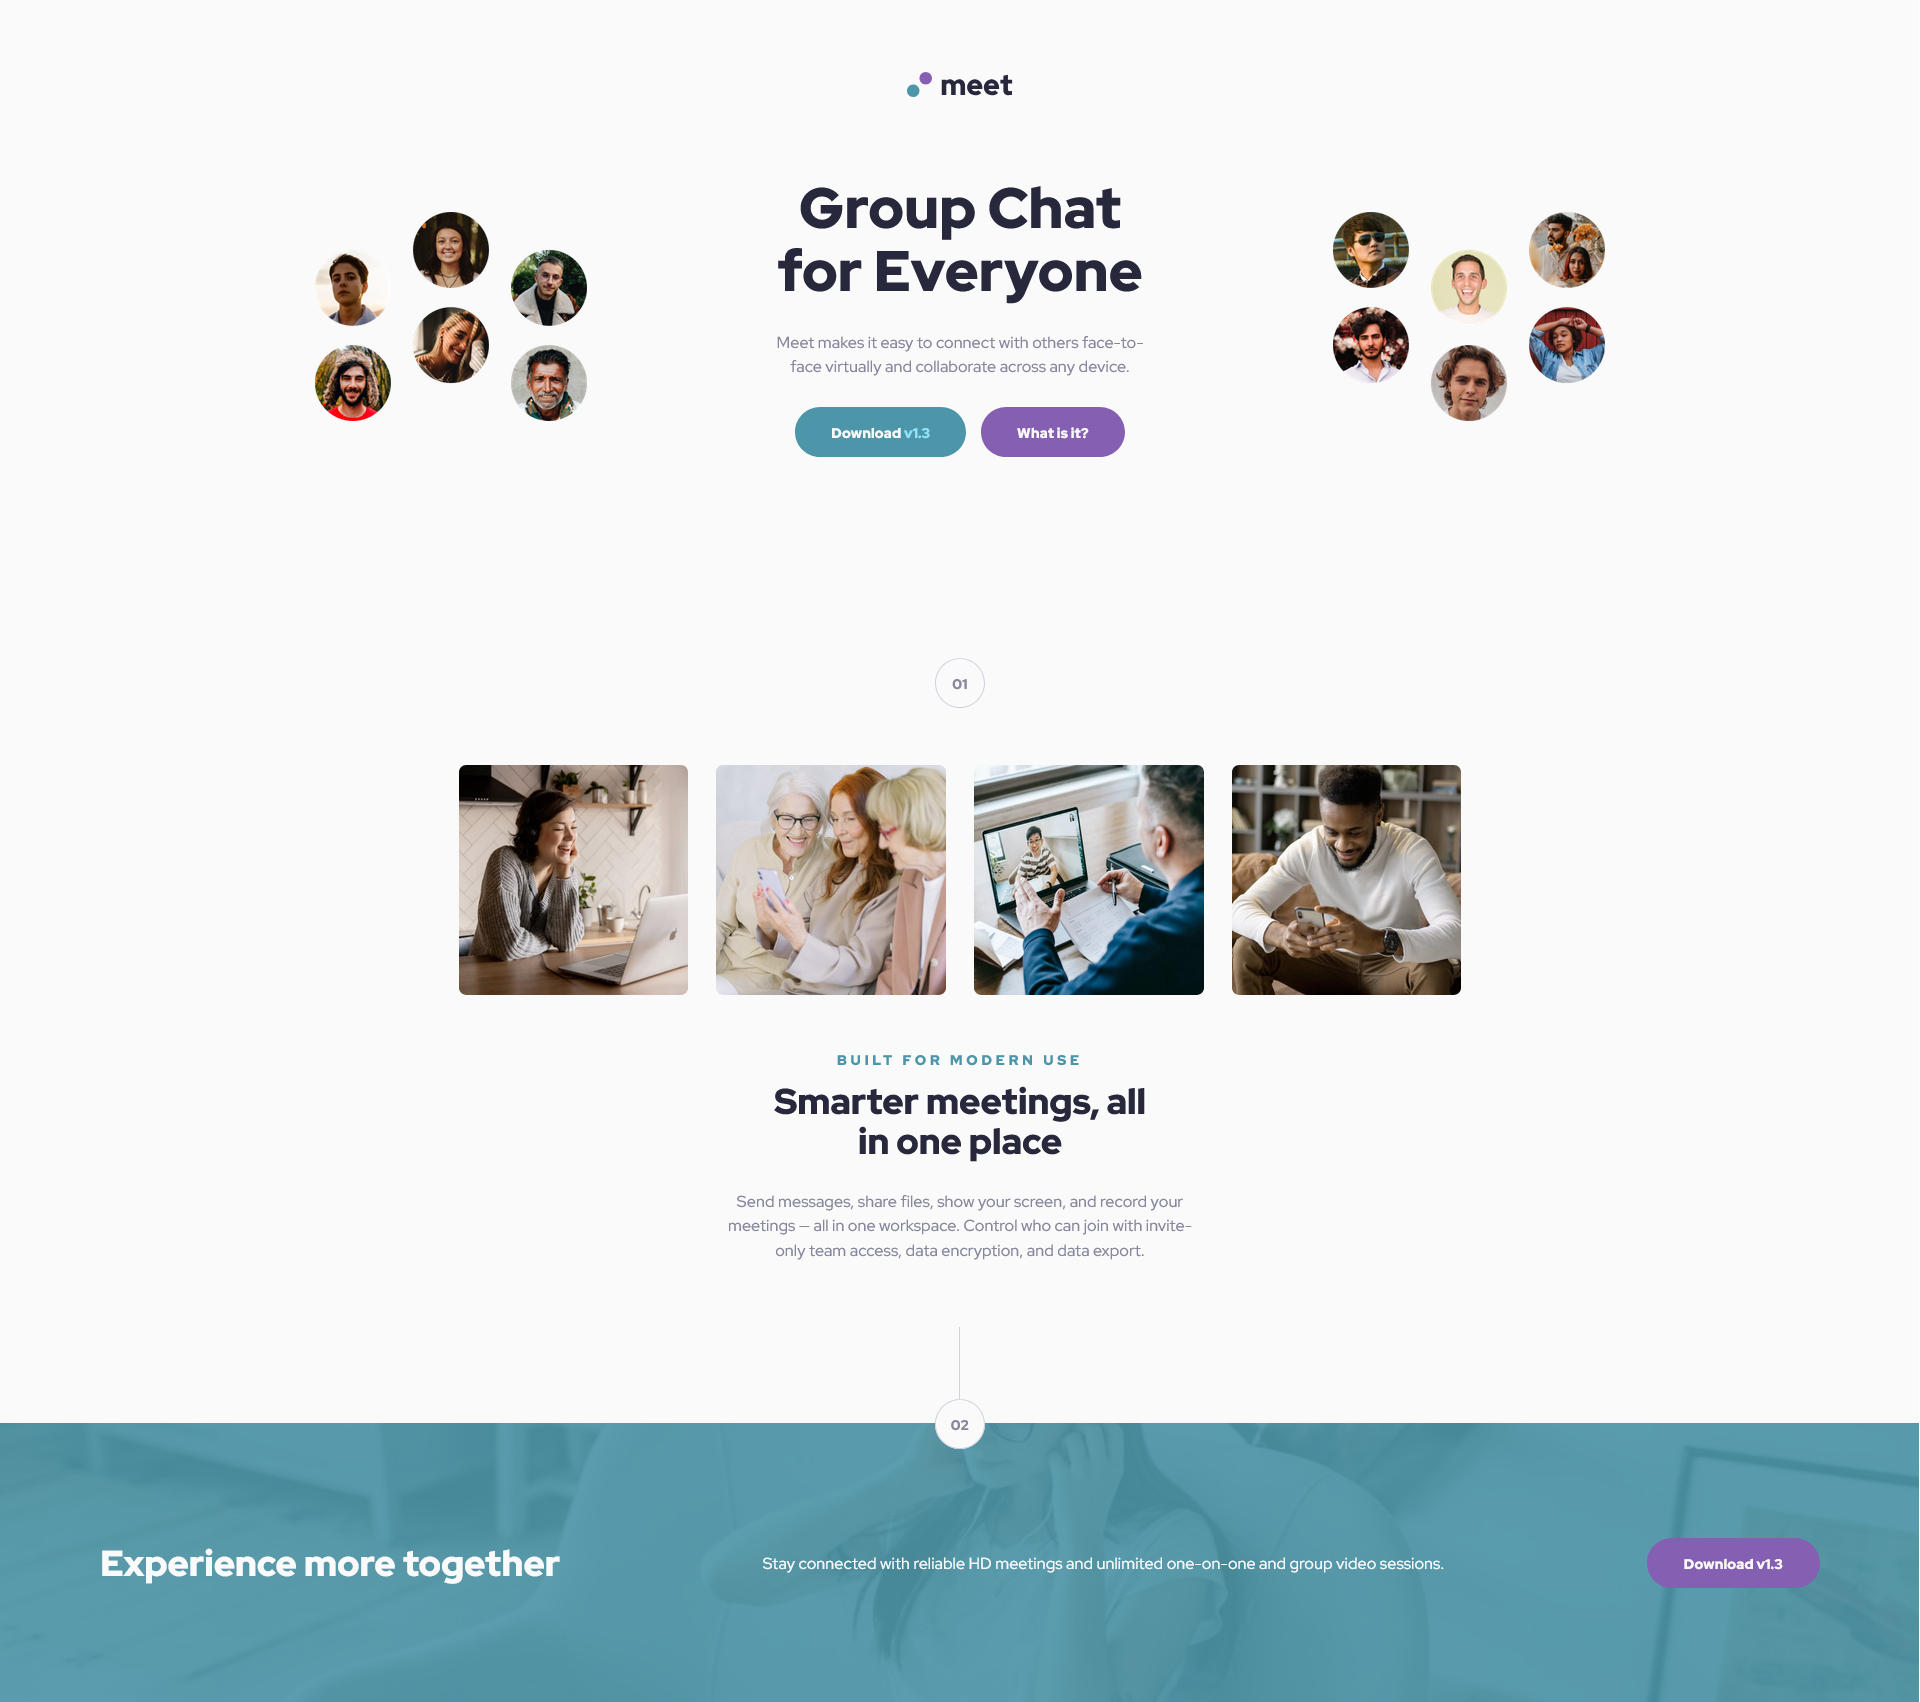 meet
Group Chat
for Everyone
Meet makes it easy to connect with others face-to-
face virtually and collaborate across any device.
Download v1.3
What is it?
01
BUILT FOR MODERN USE
Smarter meetings, all
in one place
Send messages, share files, show your screen, and record your
meetings — all in one workspace. Control who can join with invite-
only team access, data encryption, and data export.
02
Experience more together
Stay connected with reliable HD meetings and unlimited one-on-one and group video sessions.
Download v1.3